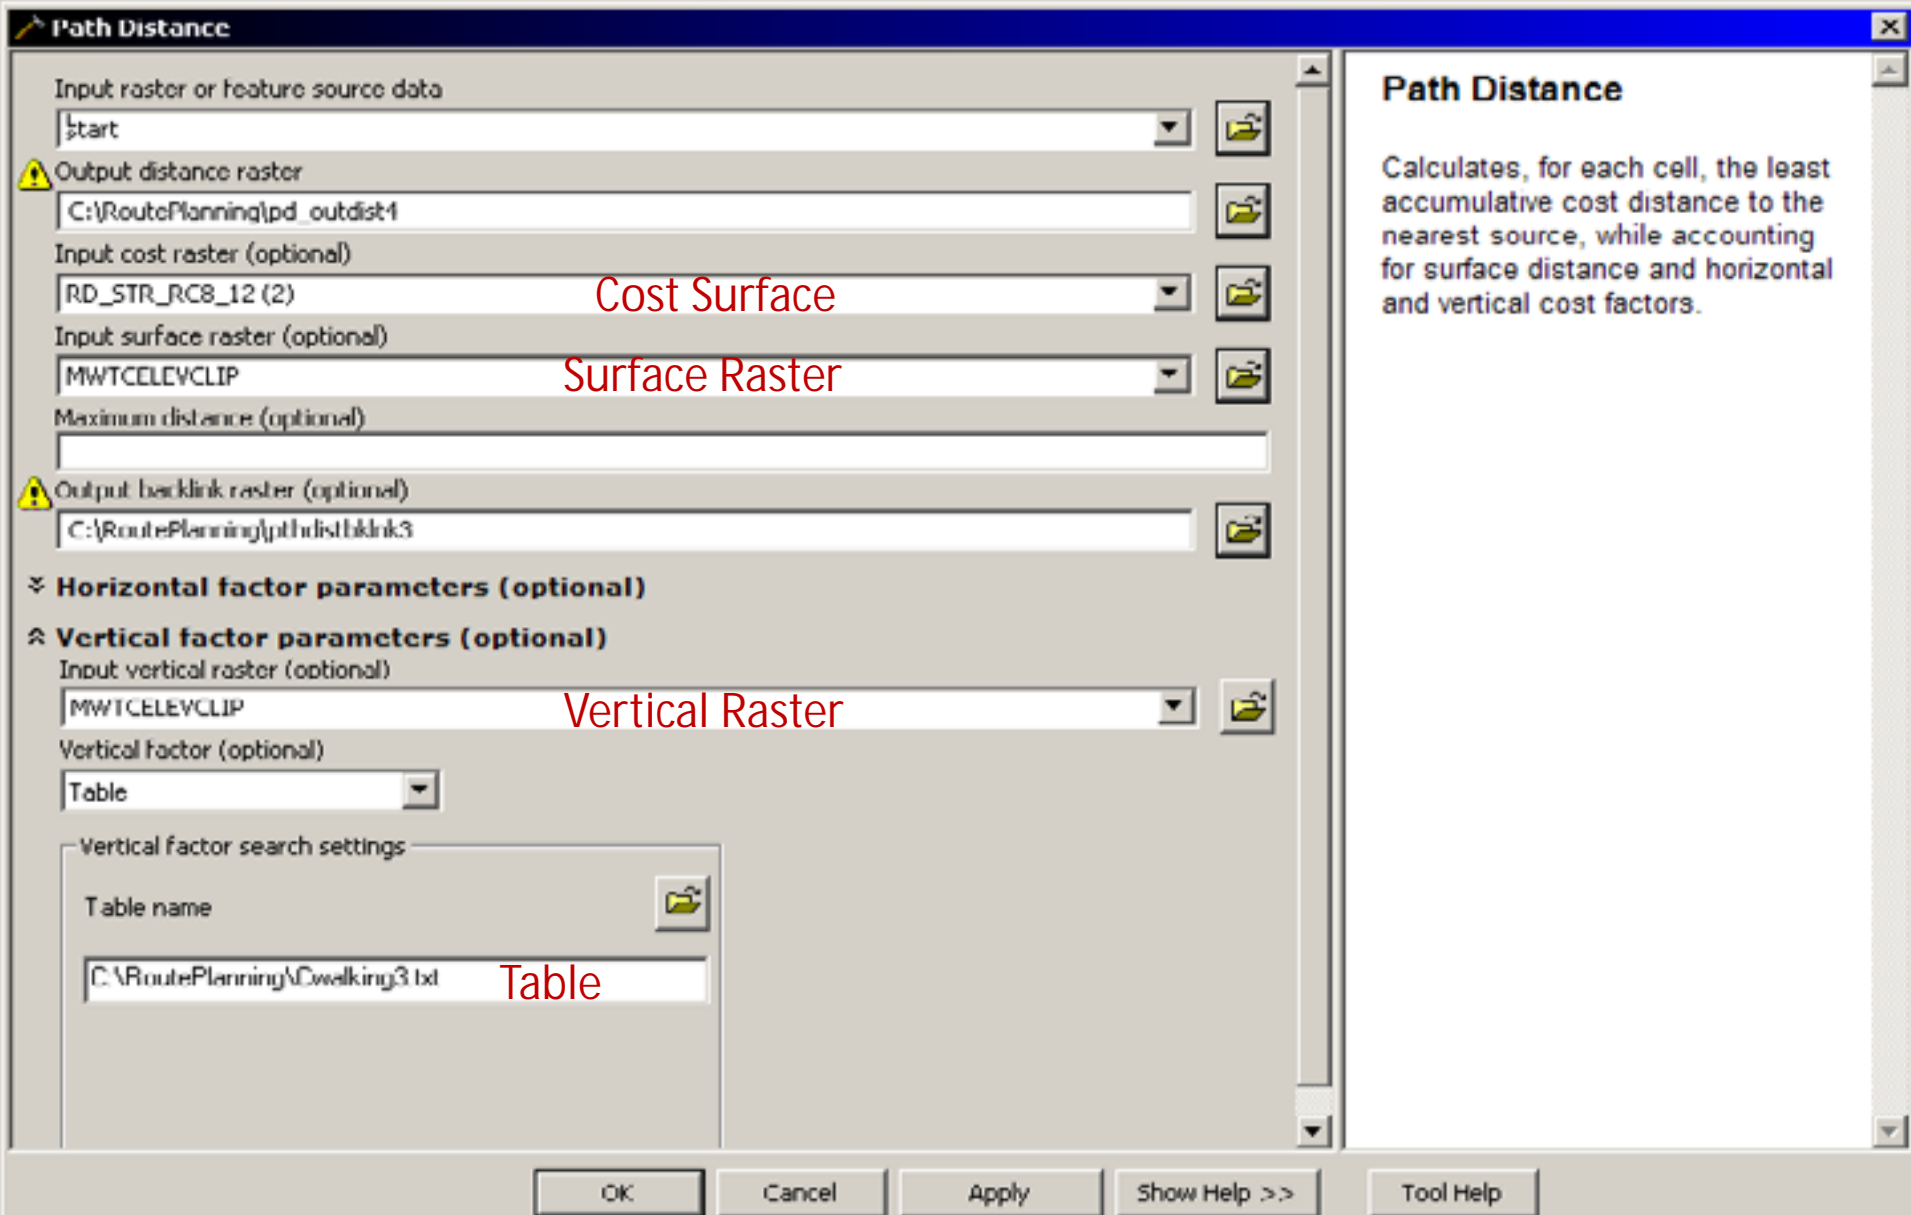 Path Distance
Input raster or feature source data
start
Output distance raster
C:\RoutePlanning\pd_outdist4
Input cost raster (optional)
RD_STR_RC8_12 (2) Cost Surface
Input surface raster (optional)
MWTCELEVCLIP Surface Raster
Maximum distance (optional)
Output backlink raster (optional)
C:\RoutePlanning\pthdistbklnk3
Horizontal factor parameters (optional)
Vertical factor parameters (optional)
Input vertical raster (optional)
MWTCELEVCLIP Vertical Raster
Vertical factor (optional)
Table
Vertical factor search settings
Table name
C:\RoutePlanning\Cwalking3.txt Table
OK Cancel Apply Show Help >> Tool Help
Path Distance
Calculates, for each cell, the least
accumulative cost distance to the
nearest source, while accounting
for surface distance and horizontal
and vertical cost factors.